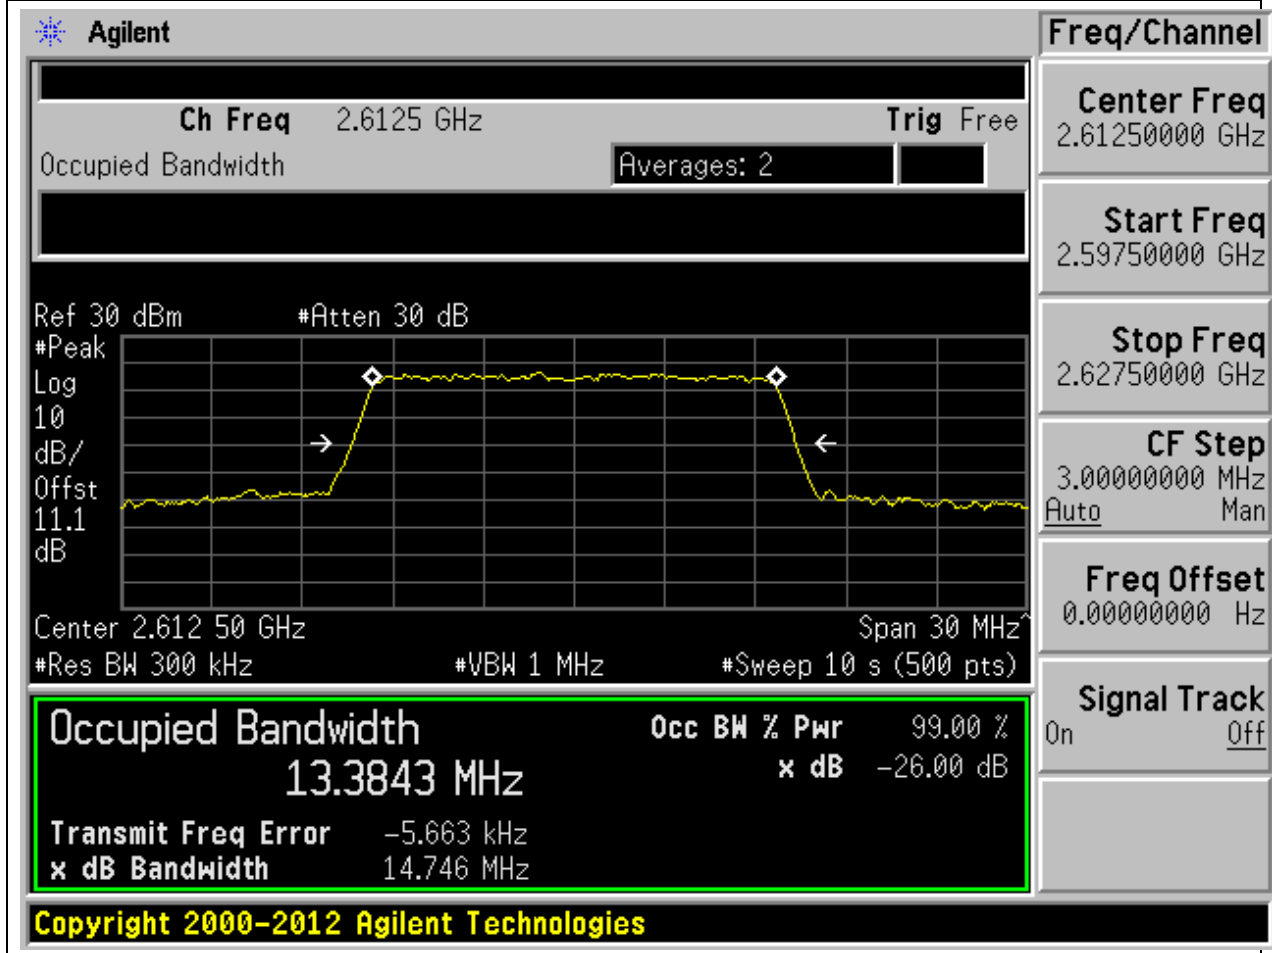 Agilent
Freq/Channel
Ch Freq 2.6125 GHz Trig Free
Occupied Bandwidth Averages: 2
Center Freq
2.61250000 GHz
Start Freq
2.59750000 GHz
Stop Freq
2.62750000 GHz
CF Step
3.00000000 MHz
Auto Man
Freq Offset
0.00000000 Hz
Signal Track
On Off
Ref 30 dBm #Atten 30 dB
#Peak
Log
10
dB/
Offst
11.1
dB
Center 2.612 50 GHz Span 30 MHz^
#Res BW 300 kHz #VBW 1 MHz #Sweep 10 s (500 pts)
Occupied Bandwidth
13.3843 MHz
Occ BW % Pwr 99.00 %
x dB -26.00 dB
Transmit Freq Error -5.663 kHz
x dB Bandwidth 14.746 MHz
Copyright 2000-2012 Agilent Technologies